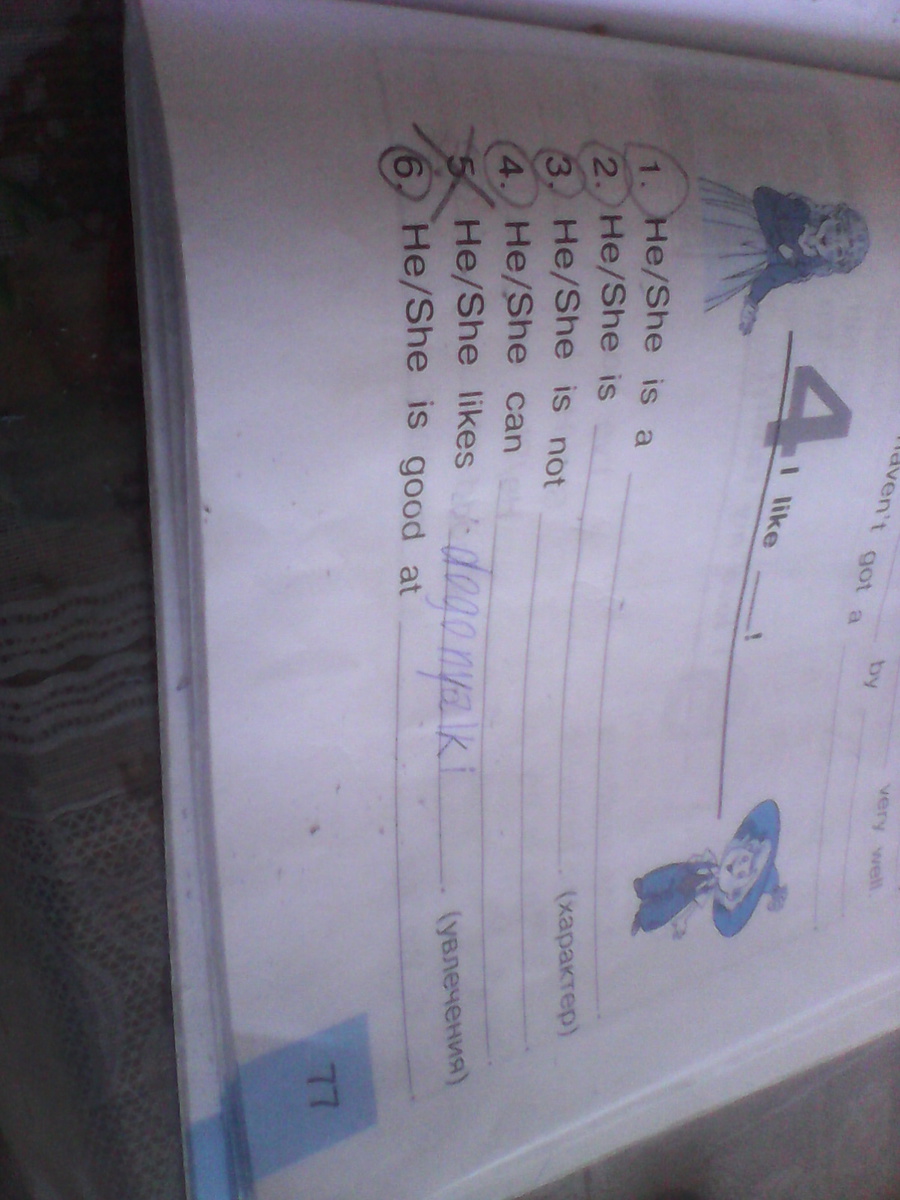 haven't got a
by
very well.
4 I like ___!
1. He/She is a
2. He/She is
3. He/She is not . (характер)
4. He/She can
5. He/She likes dogonyalki . (увлечения)
6. He/She is good at
77